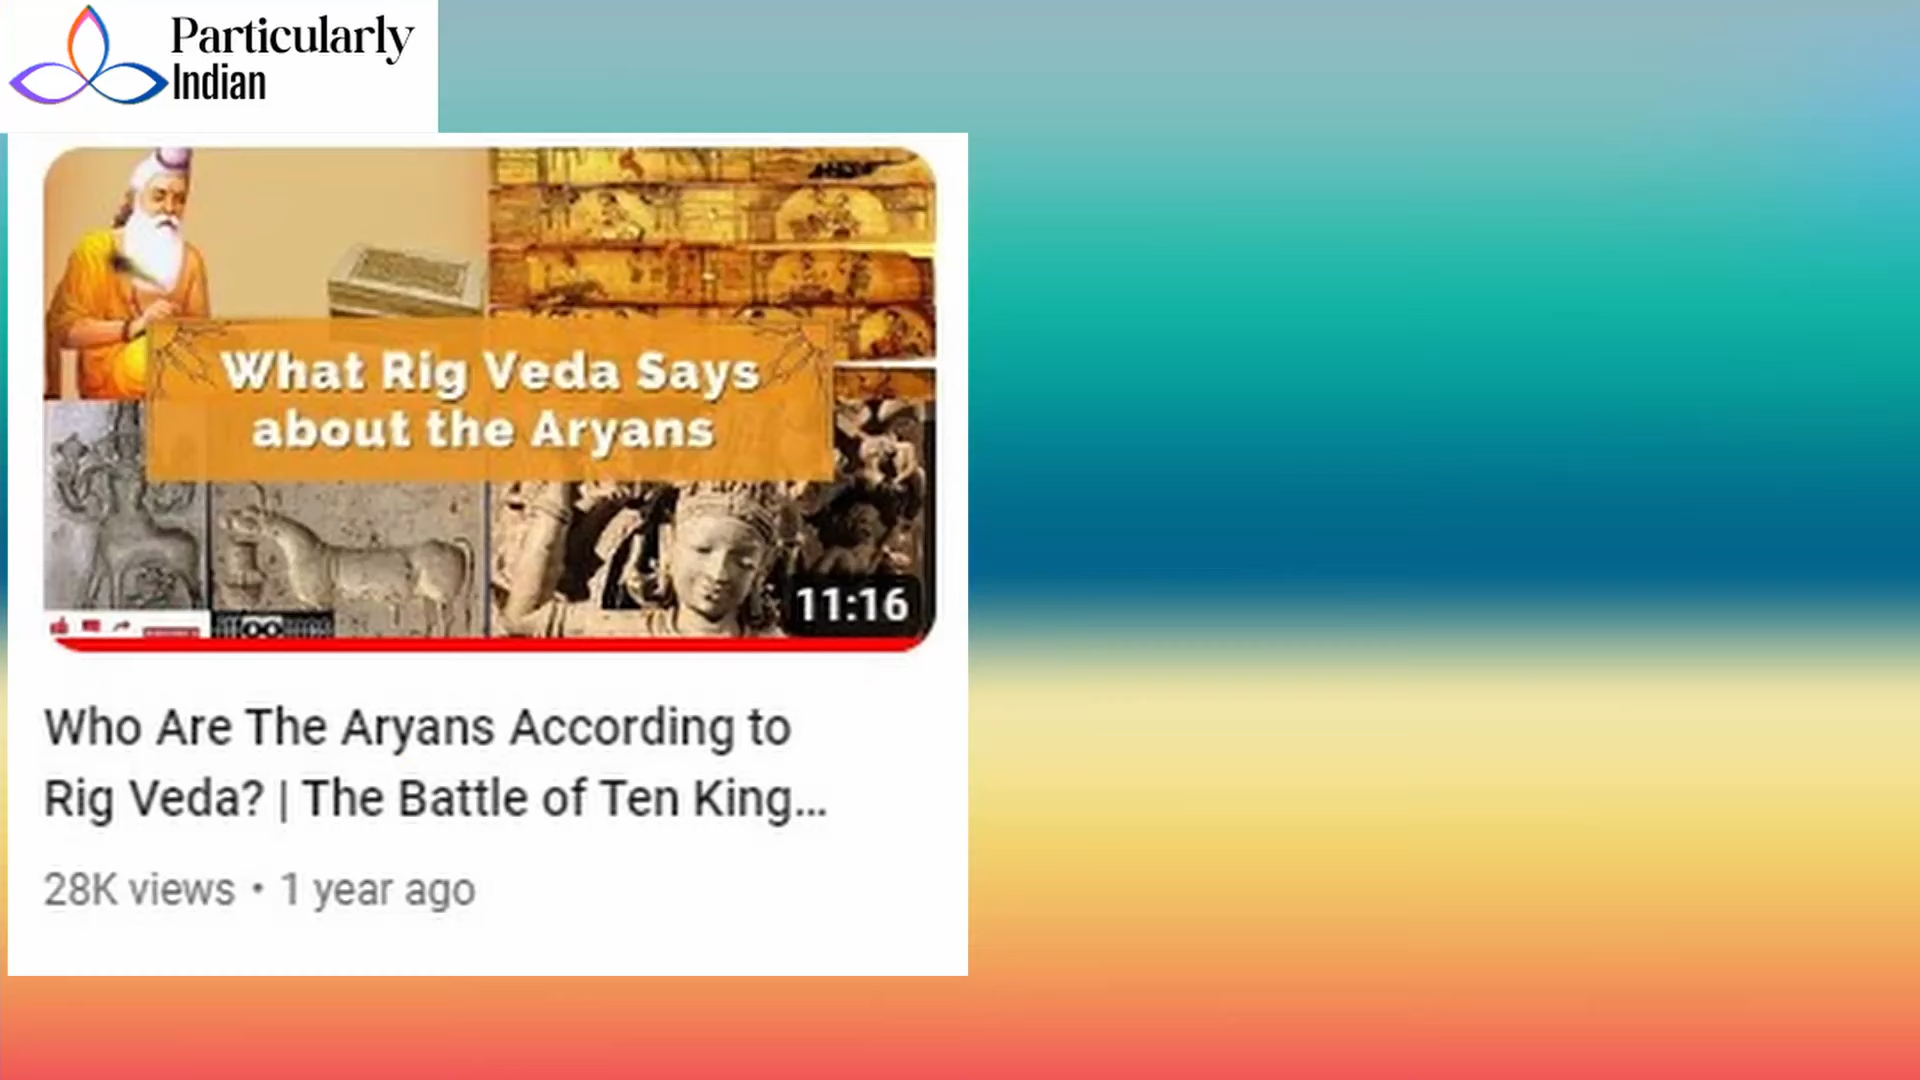 Particularly
Indian
What Rig Veda Says
about the Aryans
11:16
Who Are The Aryans According to
Rig Veda? | The Battle of Ten King...
28K views • 1 year ago